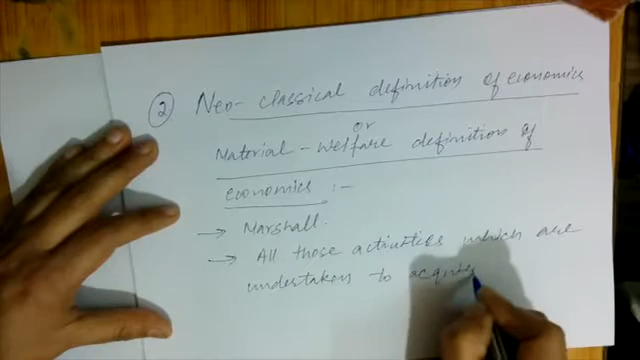 ② Neo-classical definition of economics
or
Material-welfare definition of
economics :-
→ Marshall.
→ All those activities which are
undertaken to acquire